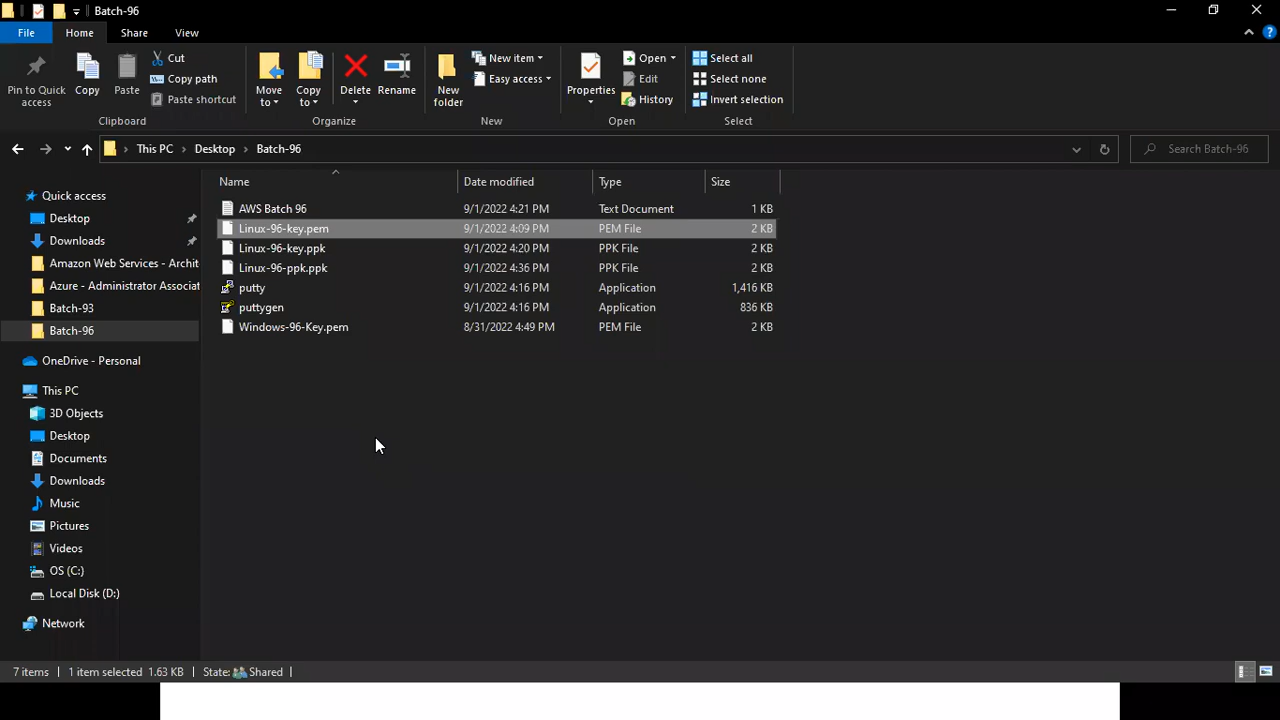 Batch-96
File Home Share View
Pin to Quick access
Copy
Paste
Cut
Copy path
Paste shortcut
Clipboard
Move to
Copy to
Delete
Rename
Organize
New folder
New item
Easy access
New
Properties
Open
Edit
History
Open
Select all
Select none
Invert selection
Select
This PC Desktop Batch-96
Search Batch-96
Quick access
Desktop
Downloads
Amazon Web Services - Archit
Azure - Administrator Associat
Batch-93
Batch-96
OneDrive - Personal
This PC
3D Objects
Desktop
Documents
Downloads
Music
Pictures
Videos
OS (C:)
Local Disk (D:)
Network
Name Date modified Type Size
AWS Batch 96 9/1/2022 4:21 PM Text Document 1 KB
Linux-96-key.pem 9/1/2022 4:09 PM PEM File 2 KB
Linux-96-key.ppk 9/1/2022 4:20 PM PPK File 2 KB
Linux-96-ppk.ppk 9/1/2022 4:36 PM PPK File 2 KB
putty 9/1/2022 4:16 PM Application 1,416 KB
puttygen 9/1/2022 4:16 PM Application 836 KB
Windows-96-Key.pem 8/31/2022 4:49 PM PEM File 2 KB
7 items 1 item selected 1.63 KB State: Shared